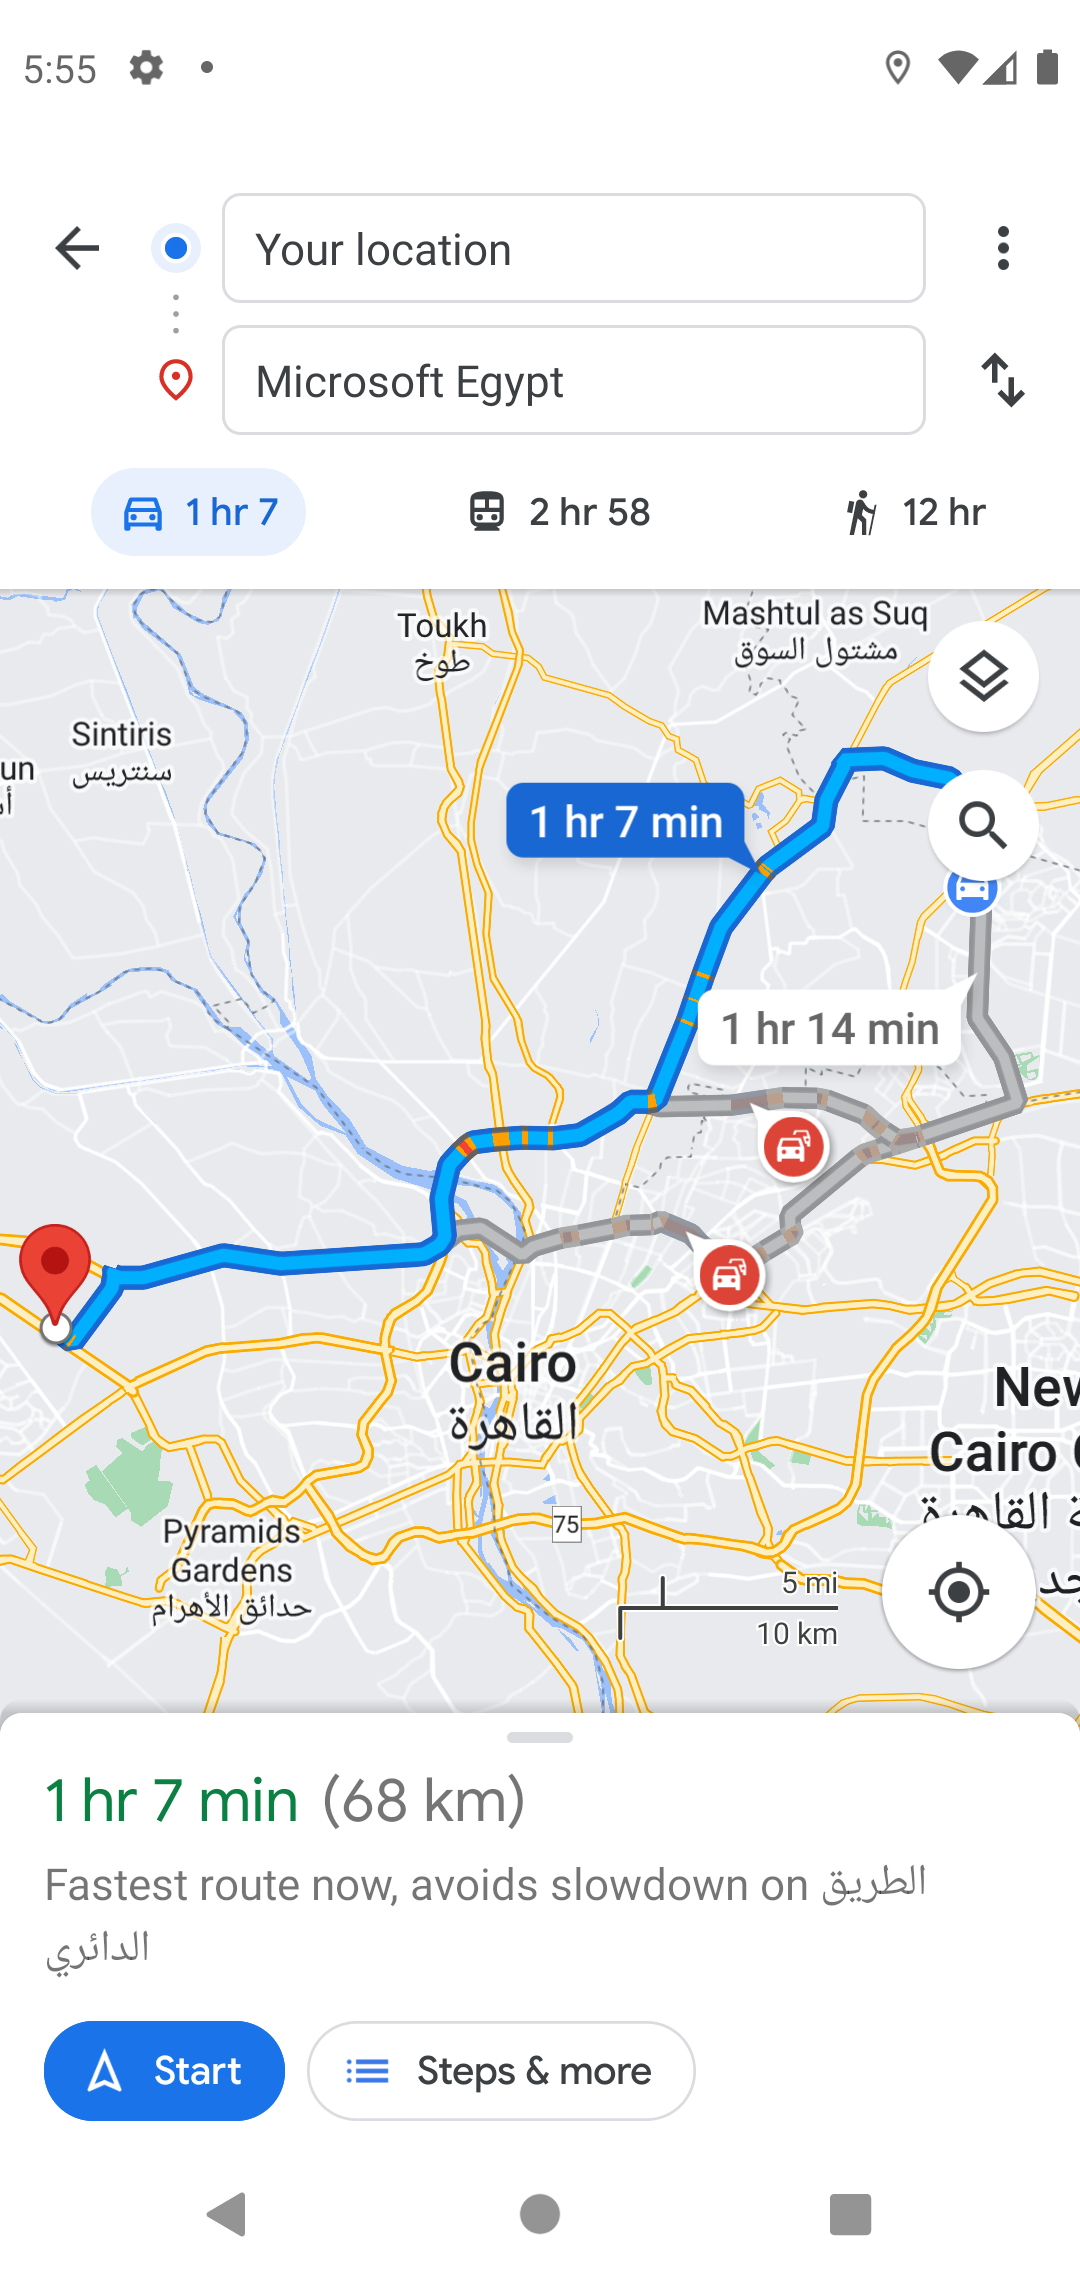 5:55
Your location
Microsoft Egypt
1 hr 7
2 hr 58
12 hr
Toukh
طوخ
Mashtul as Suq
مشتول السوق
Sintiris
سنتريس
un
1 hr 7 min
1 hr 14 min
Cairo
القاهرة
New
Cairo
القاهرة
Pyramids
Gardens
حدائق الأهرام
75
5 mi
10 km
1 hr 7 min (68 km)
Fastest route now, avoids slowdown on الطريق
الدائري
Start
Steps & more